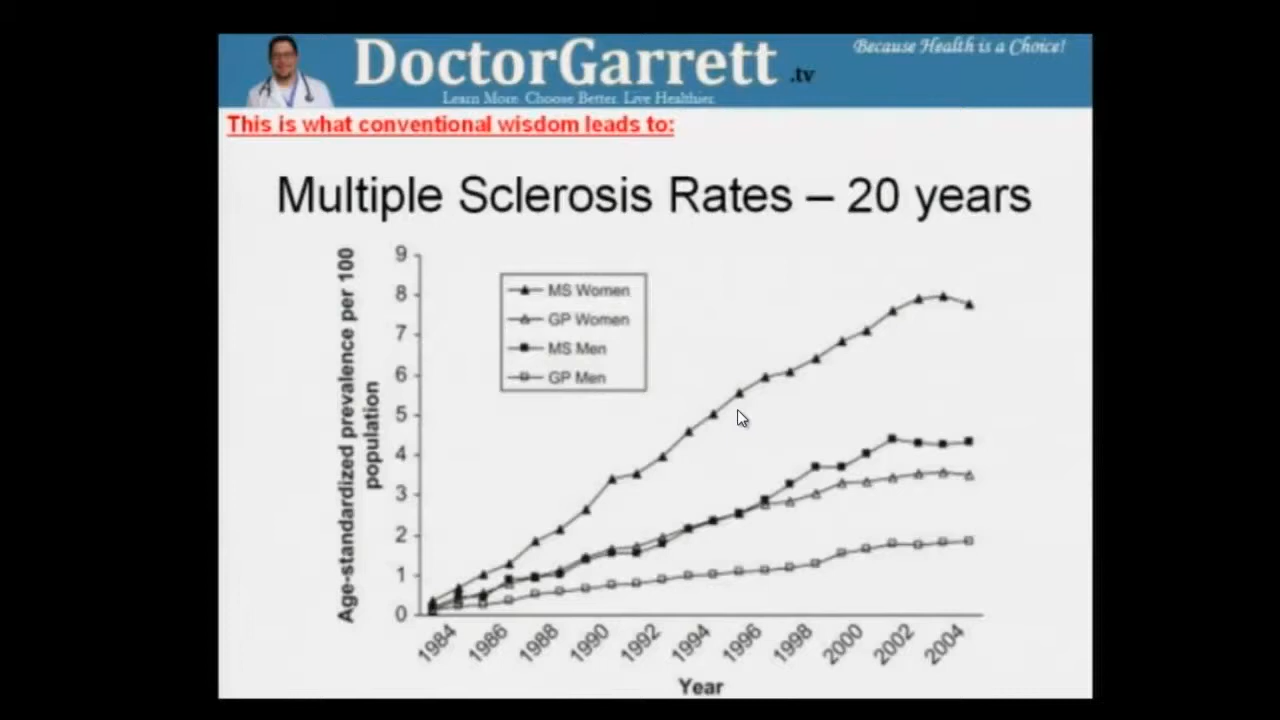 DoctorGarrett .tv
Because Health is a Choice!
Learn More. Choose Better. Live Healthier.
This is what conventional wisdom leads to:
Multiple Sclerosis Rates – 20 years
Age-standardized prevalence per 100
population
9
8
7
6
5
4
3
2
1
0
MS Women
GP Women
MS Men
GP Men
1984 1986 1988 1990 1992 1994 1996 1998 2000 2002 2004
Year